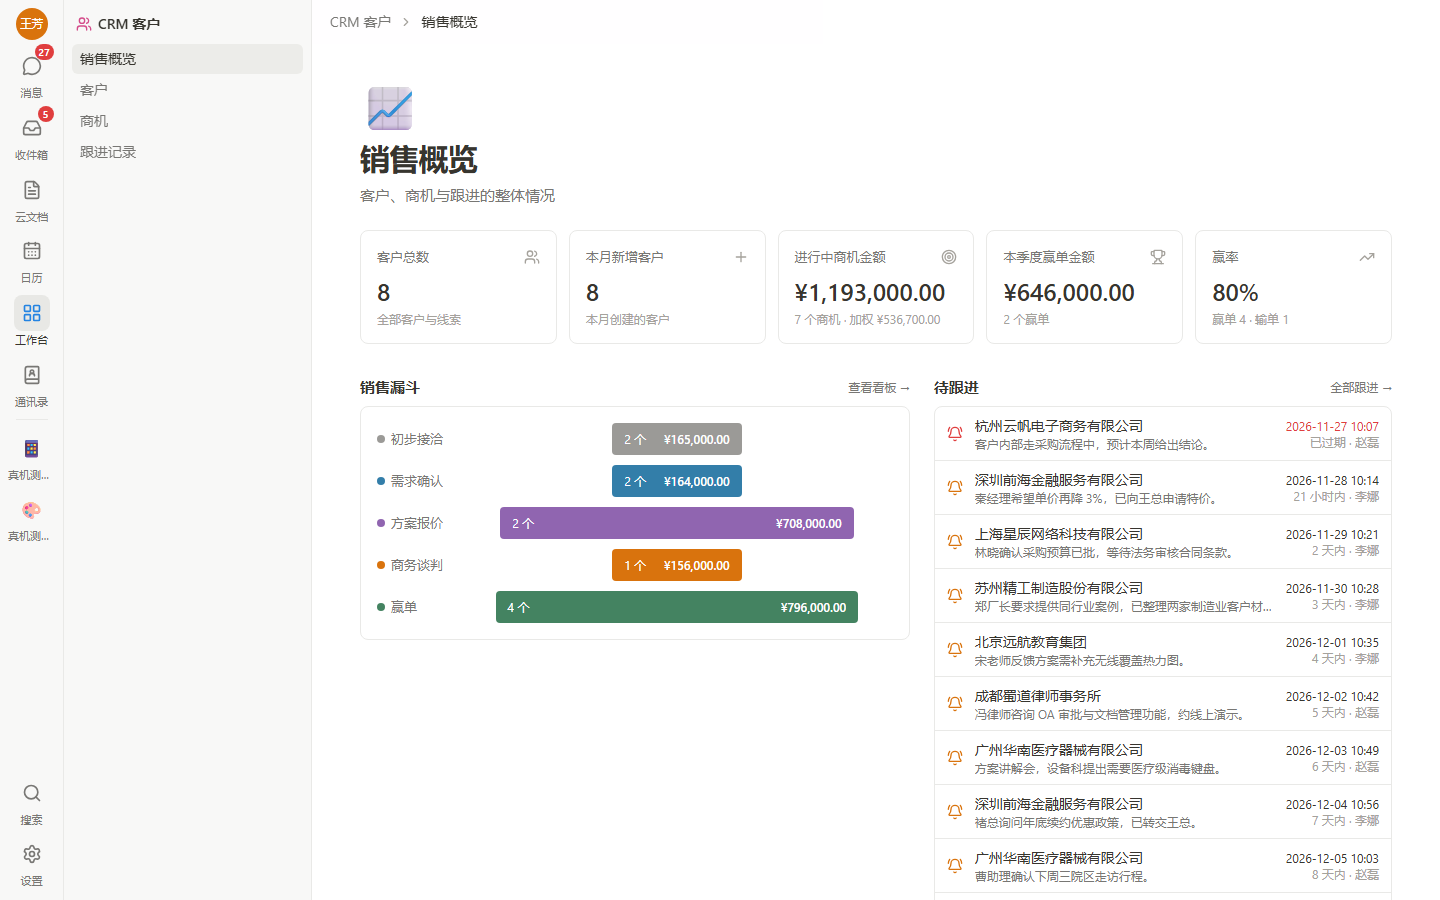 王芳
27
消息
5
收件箱
云文档
日历
工作台
通讯录
真机测...
真机测...
搜索
设置
CRM 客户
销售概览
客户
商机
跟进记录
CRM 客户 > 销售概览
销售概览
客户、商机与跟进的整体情况
客户总数
8
全部客户与线索
本月新增客户
8
本月创建的客户
进行中商机金额
¥1,193,000.00
7 个商机 · 加权 ¥536,700.00
本季度赢单金额
¥646,000.00
2 个赢单
赢率
80%
赢单 4 · 输单 1
销售漏斗
查看看板 →
初步接洽 2 个 ¥165,000.00
需求确认 2 个 ¥164,000.00
方案报价 2 个 ¥708,000.00
商务谈判 1 个 ¥156,000.00
赢单 4 个 ¥796,000.00
待跟进
全部跟进 →
杭州云帆电子商务有限公司 2026-11-27 10:07
客户内部走采购流程中，预计本周给出结论。 已过期 · 赵磊
深圳前海金融服务有限公司 2026-11-28 10:14
秦经理希望单价再降 3%，已向王总申请特价。 21 小时内 · 李娜
上海星辰网络科技有限公司 2026-11-29 10:21
林晓确认采购预算已批，等待法务审核合同条款。 2 天内 · 李娜
苏州精工制造股份有限公司 2026-11-30 10:28
郑厂长要求提供同行业案例，已整理两家制造业客户材... 3 天内 · 李娜
北京远航教育集团 2026-12-01 10:35
宋老师反馈方案需补充无线覆盖热力图。 4 天内 · 李娜
成都蜀道律师事务所 2026-12-02 10:42
冯律师咨询 OA 审批与文档管理功能，约线上演示。 5 天内 · 赵磊
广州华南医疗器械有限公司 2026-12-03 10:49
方案讲解会，设备科提出需要医疗级消毒键盘。 6 天内 · 赵磊
深圳前海金融服务有限公司 2026-12-04 10:56
褚总询问年底续约优惠政策，已转交王总。 7 天内 · 李娜
广州华南医疗器械有限公司 2026-12-05 10:03
曹助理确认下周三院区走访行程。 8 天内 · 赵磊